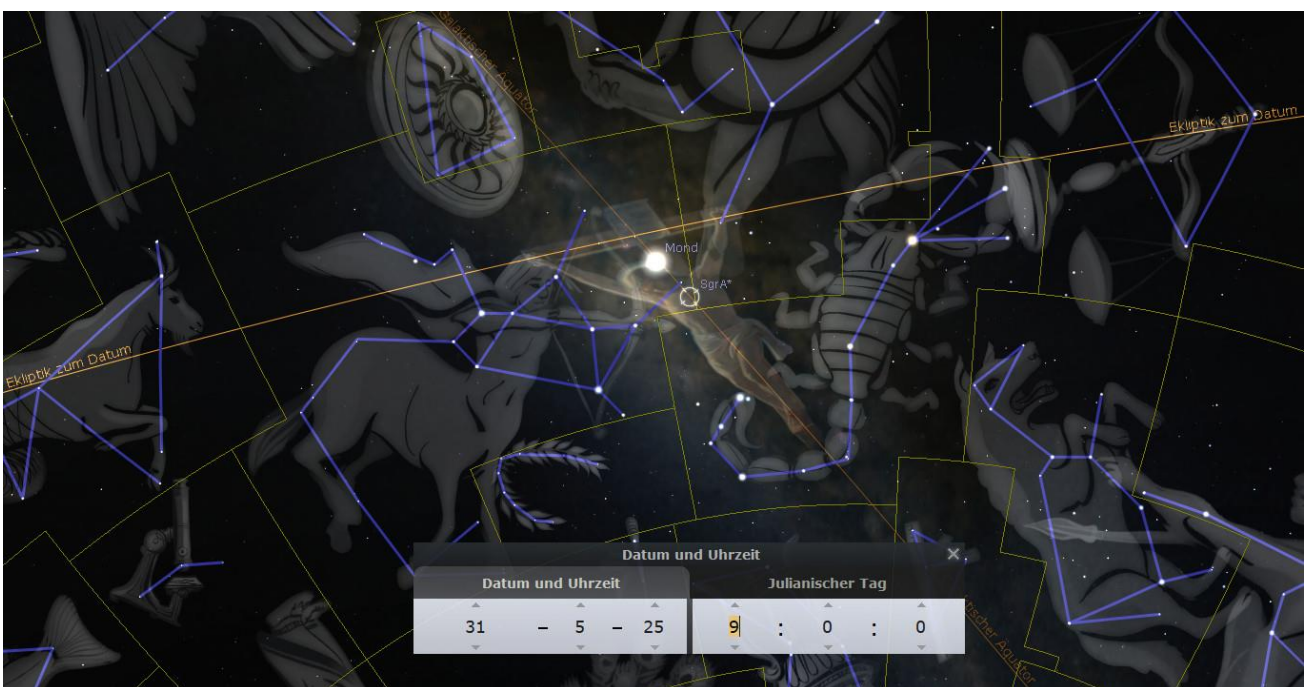 Galaktischer Äquator
Ekliptik zum Datum
Mond
SgrA*
Ekliptik zum Datum
Datum und Uhrzeit
Datum und Uhrzeit
Julianischer Tag
31 – 5 – 25 9 : 0 : 0
Galaktischer Äquator